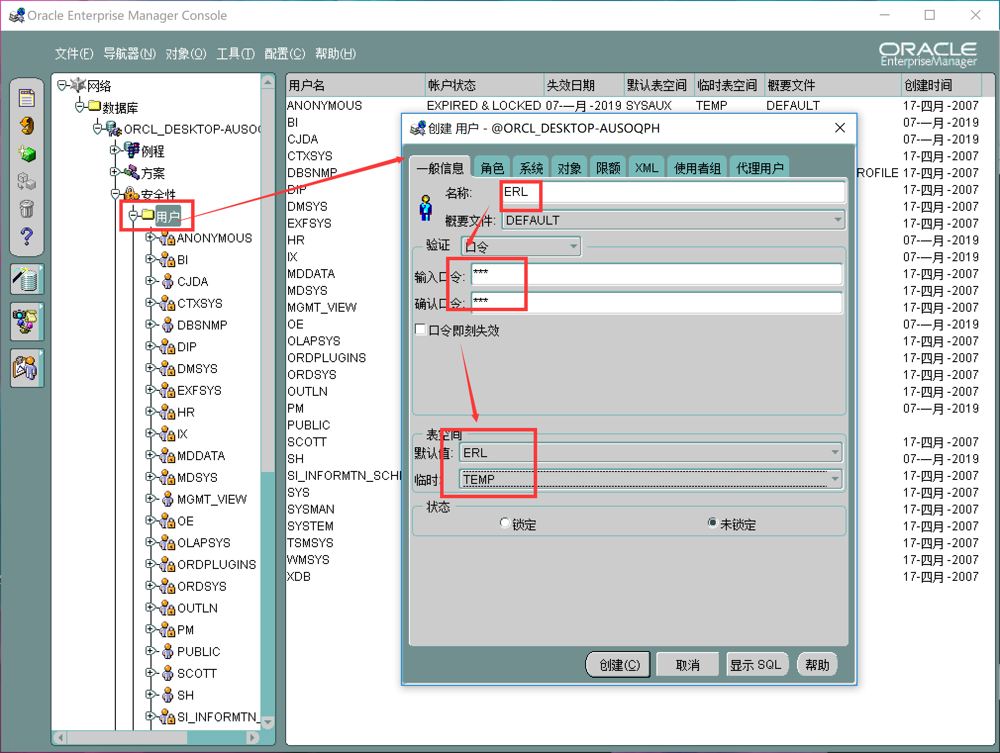 Oracle Enterprise Manager Console
文件(F) 导航器(N) 对象(O) 工具(T) 配置(C) 帮助(H)
ORACLE
EnterpriseManager
网络
数据库
ORCL_DESKTOP-AUSOQ
例程
方案
安全性
用户
ANONYMOUS
BI
CJDA
CTXSYS
DBSNMP
DIP
DMSYS
EXFSYS
HR
IX
MDDATA
MDSYS
MGMT_VIEW
OE
OLAPSYS
ORDPLUGINS
ORDSYS
OUTLN
PM
PUBLIC
SCOTT
SH
SI_INFORMTN_
用户名 帐户状态 失效日期 默认表空间 临时表空间 概要文件 创建时间
ANONYMOUS EXPIRED & LOCKED 07-一月 -2019 SYSAUX TEMP DEFAULT 17-四月 -2007
BI 07-一月 -2019
CJDA 07-一月 -2019
CTXSYS 17-四月 -2007
DBSNMP ROFILE 17-四月 -2007
DIP 17-四月 -2007
DMSYS 17-四月 -2007
EXFSYS 17-四月 -2007
HR 07-一月 -2019
IX 07-一月 -2019
MDDATA 17-四月 -2007
MDSYS 17-四月 -2007
MGMT_VIEW 17-四月 -2007
OE 07-一月 -2019
OLAPSYS 17-四月 -2007
ORDPLUGINS 17-四月 -2007
ORDSYS 17-四月 -2007
OUTLN 17-四月 -2007
PM 07-一月 -2019
PUBLIC
SCOTT 17-四月 -2007
SH 07-一月 -2019
SI_INFORMTN_SCH 17-四月 -2007
SYS 17-四月 -2007
SYSMAN 17-四月 -2007
SYSTEM 17-四月 -2007
TSMSYS 17-四月 -2007
WMSYS 17-四月 -2007
XDB 17-四月 -2007
创建 用户 - @ORCL_DESKTOP-AUSOQPH
一般信息 角色 系统 对象 限额 XML 使用者组 代理用户
名称: ERL
概要文件: DEFAULT
验证 口令
输入口令: ***
确认口令: ***
口令即刻失效
表空间
默认值: ERL
临时: TEMP
状态
锁定 未锁定
创建(C) 取消 显示 SQL 帮助